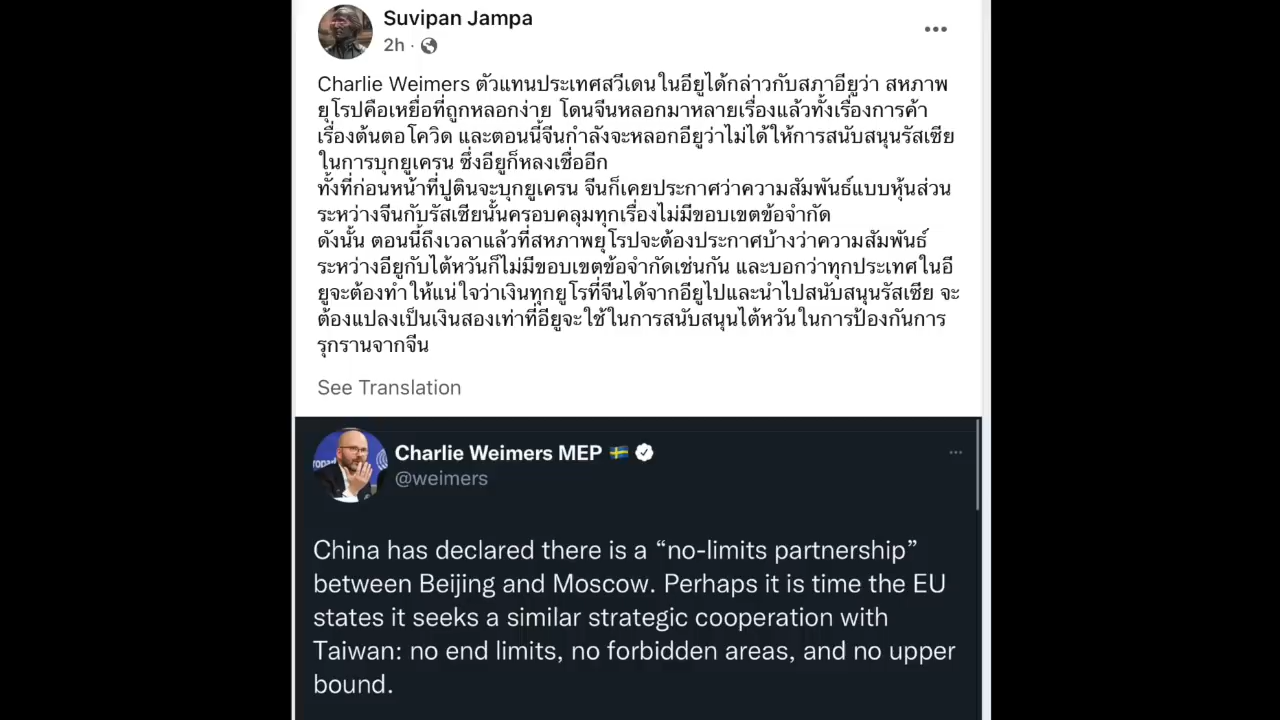 Suvipan Jampa
2h ·
Charlie Weimers ตัวแทนประเทศสวีเดนในอียูได้กล่าวกับสภาอียูว่า สหภาพ
ยุโรปคือเหยื่อที่ถูกหลอกง่าย โดนจีนหลอกมาหลายเรื่องแล้วทั้งเรื่องการค้า
เรื่องต้นตอโควิด และตอนนี้จีนกำลังจะหลอกอียูว่าไม่ได้ให้การสนับสนุนรัสเซีย
ในการบุกยูเครน ซึ่งอียูก็หลงเชื่ออีก
ทั้งที่ก่อนหน้าที่ปูตินจะบุกยูเครน จีนก็เคยประกาศว่าความสัมพันธ์แบบหุ้นส่วน
ระหว่างจีนกับรัสเซียนั้นครอบคลุมทุกเรื่องไม่มีขอบเขตข้อจำกัด
ดังนั้น ตอนนี้ถึงเวลาแล้วที่สหภาพยุโรปจะต้องประกาศบ้างว่าความสัมพันธ์
ระหว่างอียูกับไต้หวันก็ไม่มีขอบเขตข้อจำกัดเช่นกัน และบอกว่าทุกประเทศในอี
ยูจะต้องทำให้แน่ใจว่าเงินทุกยูโรที่จีนได้จากอียูไปและนำไปสนับสนุนรัสเซีย จะ
ต้องแปลงเป็นเงินสองเท่าที่อียูจะใช้ในการสนับสนุนไต้หวันในการป้องกันการ
รุกรานจากจีน
See Translation
Charlie Weimers MEP
@weimers
China has declared there is a “no-limits partnership”
between Beijing and Moscow. Perhaps it is time the EU
states it seeks a similar strategic cooperation with
Taiwan: no end limits, no forbidden areas, and no upper
bound.